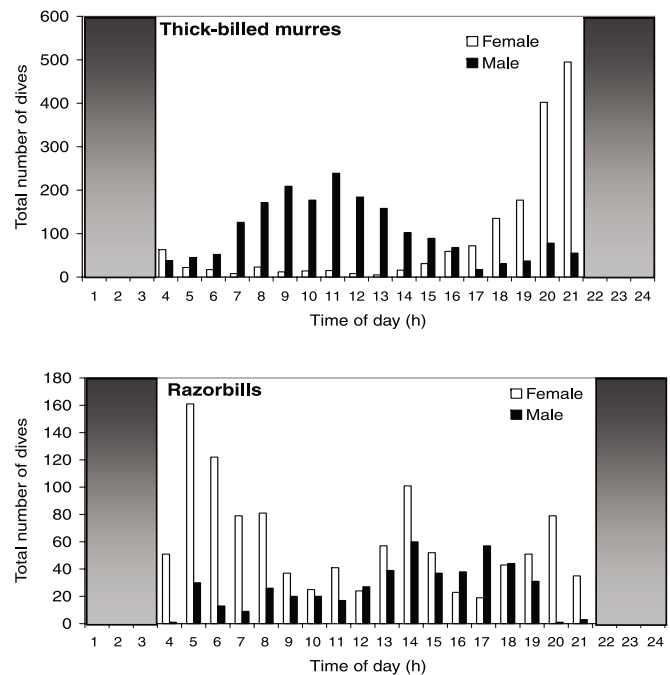 Thick-billed murres
Female
Male
Total number of dives
600
500
400
300
200
100
0
1 2 3 4 5 6 7 8 9 10 11 12 13 14 15 16 17 18 19 20 21 22 23 24
Time of day (h)
Razorbills
Female
Male
Total number of dives
180
160
140
120
100
80
60
40
20
0
1 2 3 4 5 6 7 8 9 10 11 12 13 14 15 16 17 18 19 20 21 22 23 24
Time of day (h)